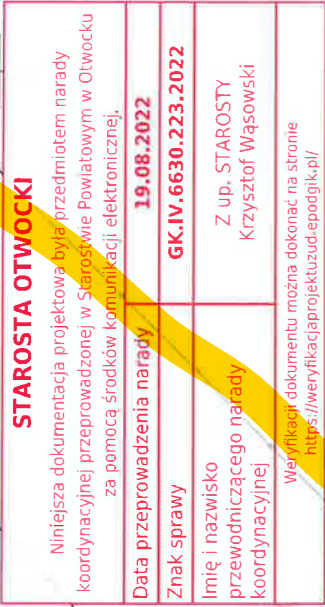 STAROSTA OTWOCKI
Niniejsza dokumentacja projektowa była przedmiotem narady
koordynacyjnej przeprowadzonej w Starostwie Powiatowym w Otwocku
za pomocą środków komunikacji elektronicznej.
Data przeprowadzenia narady
19.08.2022
Znak sprawy
GK.IV.6630.223.2022
Imię i nazwisko
przewodniczącego narady
koordynacyjnej
Z up. STAROSTY
Krzysztof Wąsowski
Weryfikacji dokumentu można dokonać na stronie
https://weryfikacjaprojektuzud.epodgik.pl/